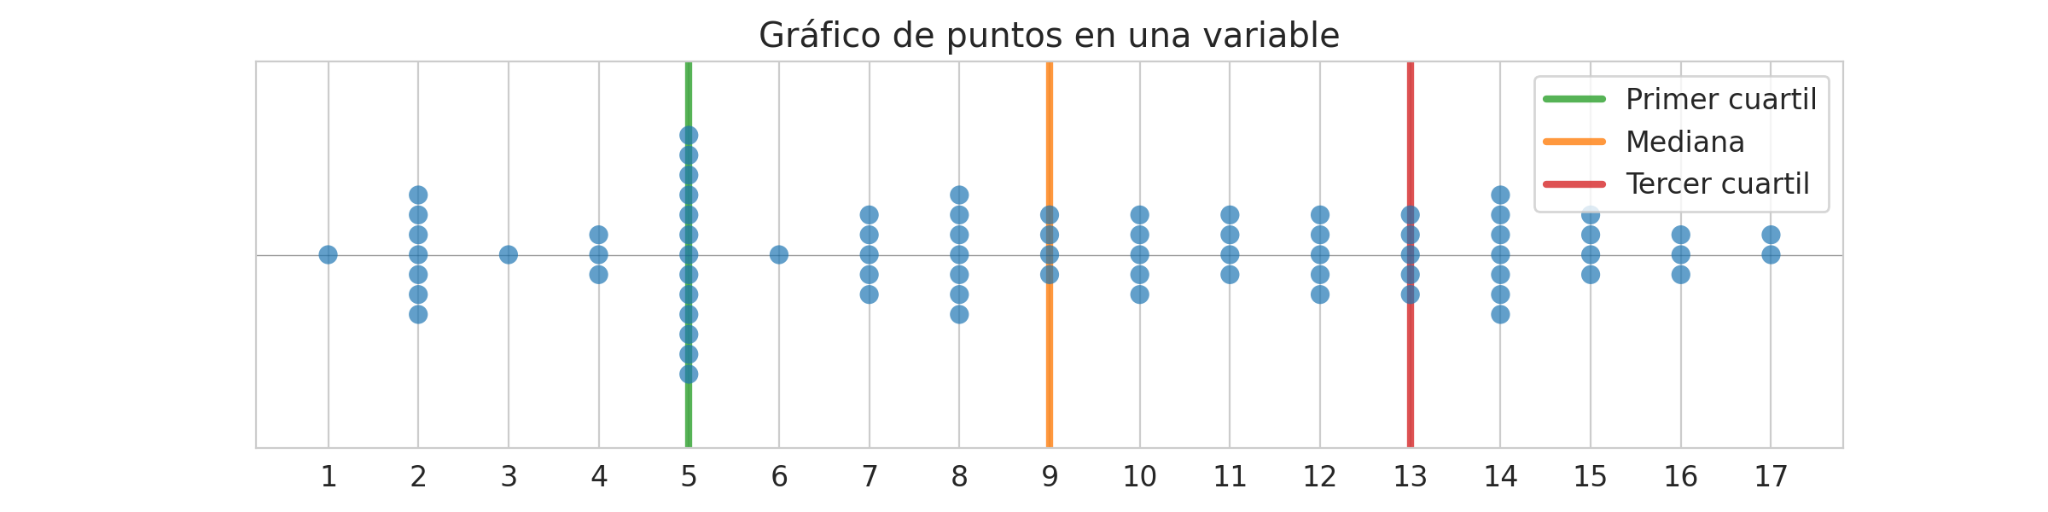 Gráfico de puntos en una variable
Primer cuartil
Mediana
Tercer cuartil
1 2 3 4 5 6 7 8 9 10 11 12 13 14 15 16 17